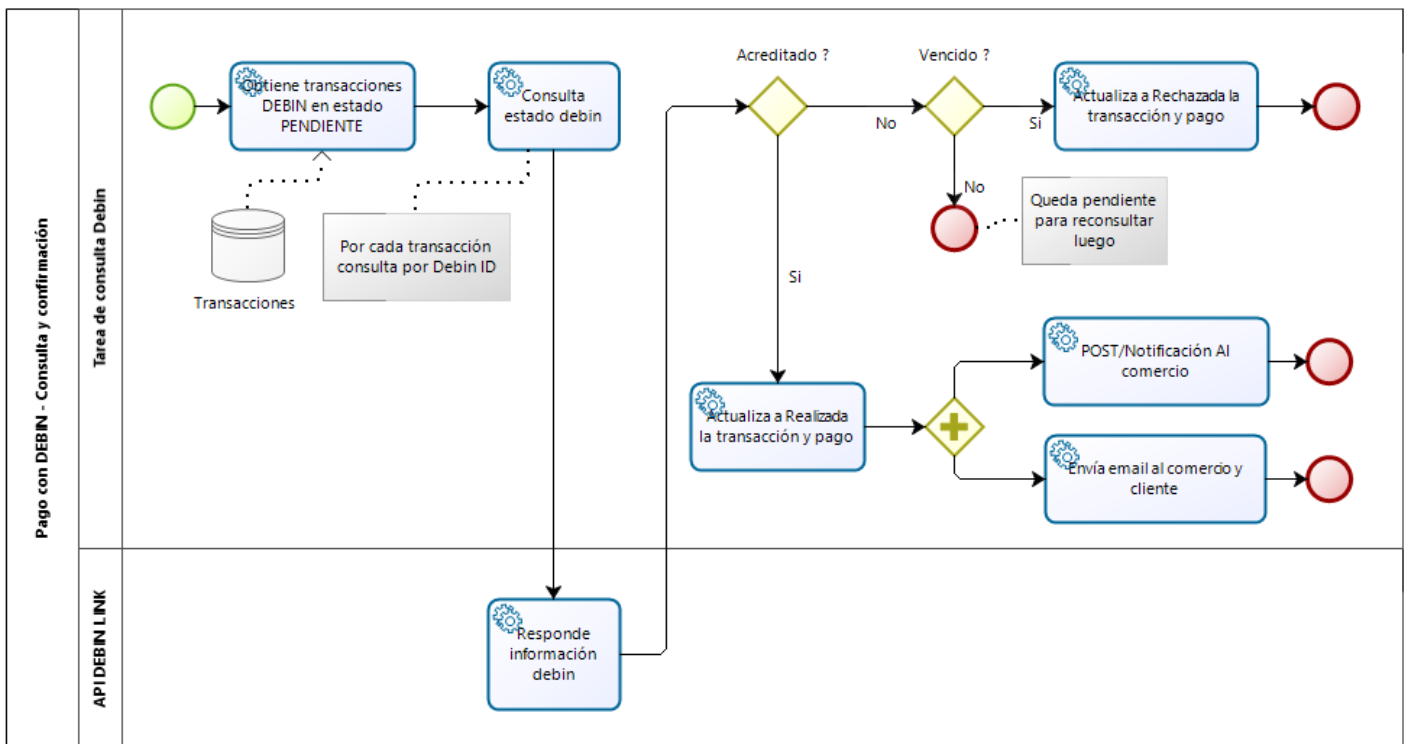 Pago con DEBIN - Consulta y confirmación
Tarea de consulta Debin
Obtiene transacciones
DEBIN en estado
PENDIENTE
Consulta
estado debin
Transacciones
Por cada transacción
consulta por Debin ID
Acreditado ?
No
Si
Vencido ?
Si
No
Actualiza a Rechazada la
transacción y pago
Queda pendiente
para reconsultar
luego
Actualiza a Realizada
la transacción y pago
POST/Notificación Al
comercio
Envía email al comercio y
cliente
API DEBIN LINK
Responde
información
debin